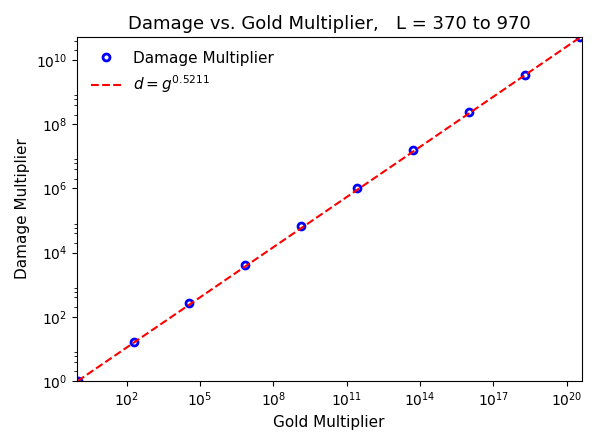 Damage vs. Gold Multiplier,   L = 370 to 970
Damage Multiplier
d = g^0.5211
10^10
10^8
10^6
10^4
10^2
10^0
Damage Multiplier
10^2 10^5 10^8 10^11 10^14 10^17 10^20
Gold Multiplier